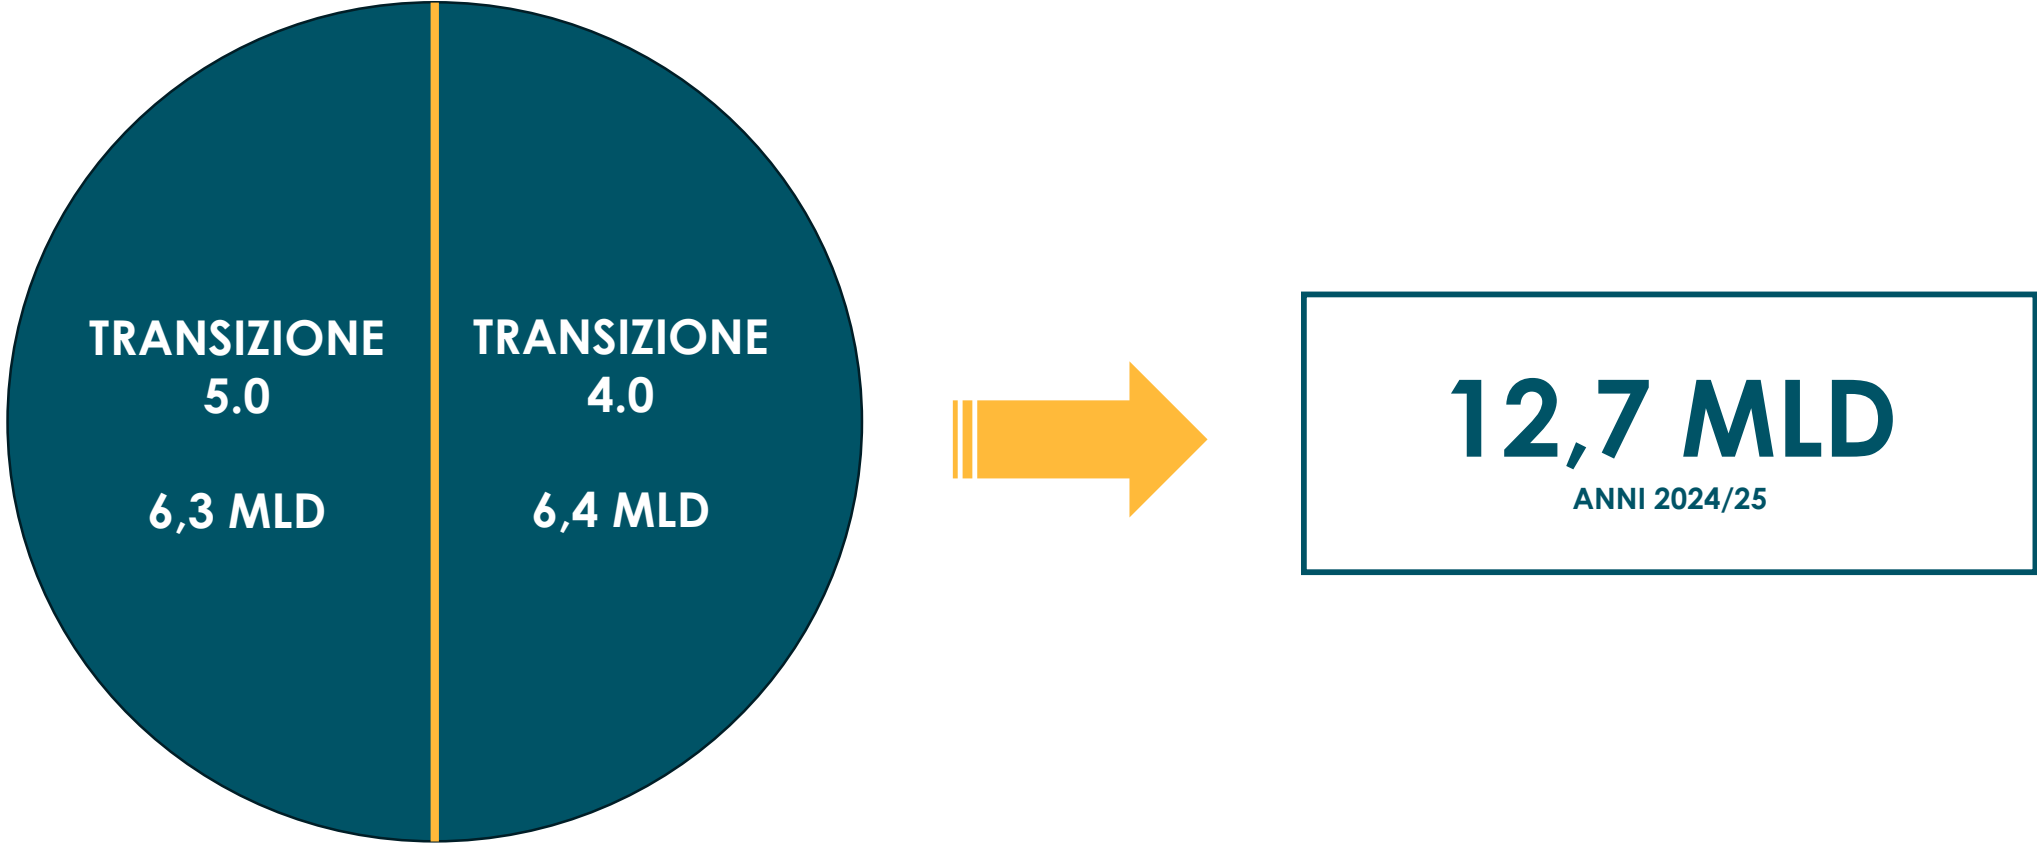 TRANSIZIONE
5.0
6,3 MLD
TRANSIZIONE
4.0
6,4 MLD
12,7 MLD
ANNI 2024/25